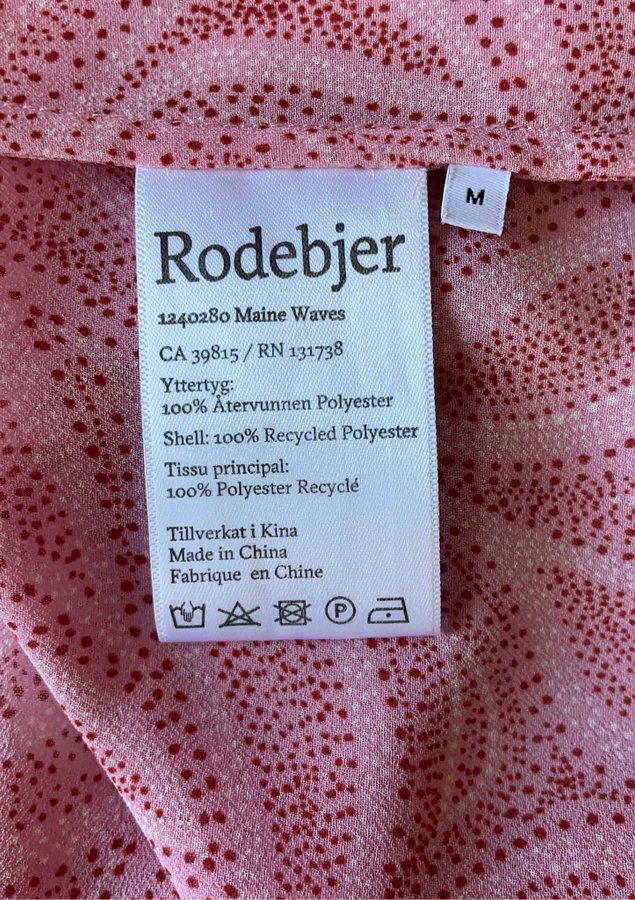 Rodebjer
M
1240280 Maine Waves
CA 39815 / RN 131738
Yttertyg:
100% Återvunnen Polyester
Shell: 100% Recycled Polyester
Tissu principal:
100% Polyester Recyclé
Tillverkat i Kina
Made in China
Fabrique en Chine
P